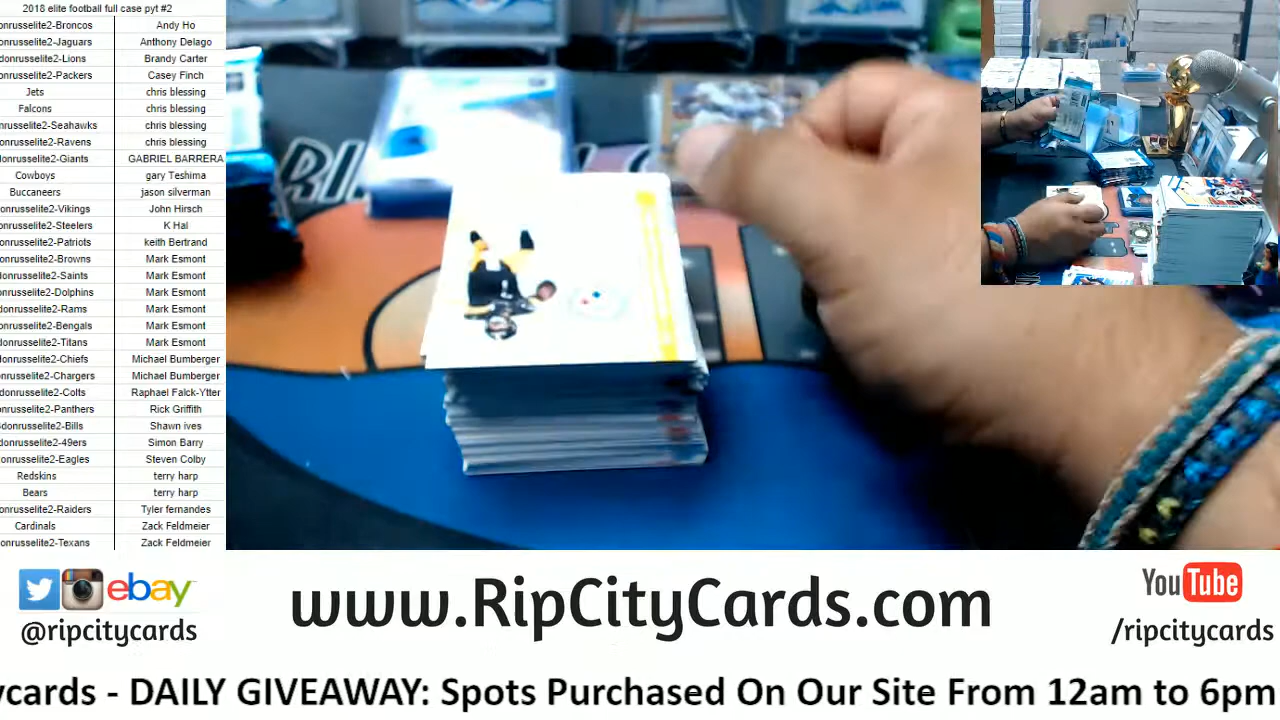 2018 elite football full case pyt #2
onrusselite2-Broncos Andy Ho
onrusselite2-Jaguars Anthony Delago
donrusselite2-Lions Brandy Carter
onrusselite2-Packers Casey Finch
Jets chris blessing
Falcons chris blessing
nrusselite2-Seahawks chris blessing
onrusselite2-Ravens chris blessing
donrusselite2-Giants GABRIEL BARRERA
Cowboys gary Teshima
Buccaneers jason silverman
onrusselite2-Vikings John Hirsch
onrusselite2-Steelers K Hal
onrusselite2-Patriots keith Bertrand
onrusselite2-Browns Mark Esmont
donrusselite2-Saints Mark Esmont
onrusselite2-Dolphins Mark Esmont
donrusselite2-Rams Mark Esmont
onrusselite2-Bengals Mark Esmont
donrusselite2-Titans Mark Esmont
donrusselite2-Chiefs Michael Bumberger
onrusselite2-Chargers Michael Bumberger
donrusselite2-Colts Raphael Falck-Ytter
onrusselite2-Panthers Rick Griffith
donrusselite2-Bills Shawn ives
donrusselite2-49ers Simon Barry
onrusselite2-Eagles Steven Colby
Redskins terry harp
Bears terry harp
onrusselite2-Raiders Tyler fernandes
Cardinals Zack Feldmeier
onrusselite2-Texans Zack Feldmeier
ebay
@ripcitycards
www.RipCityCards.com
YouTube
/ripcitycards
ycards - DAILY GIVEAWAY: Spots Purchased On Our Site From 12am to 6pm